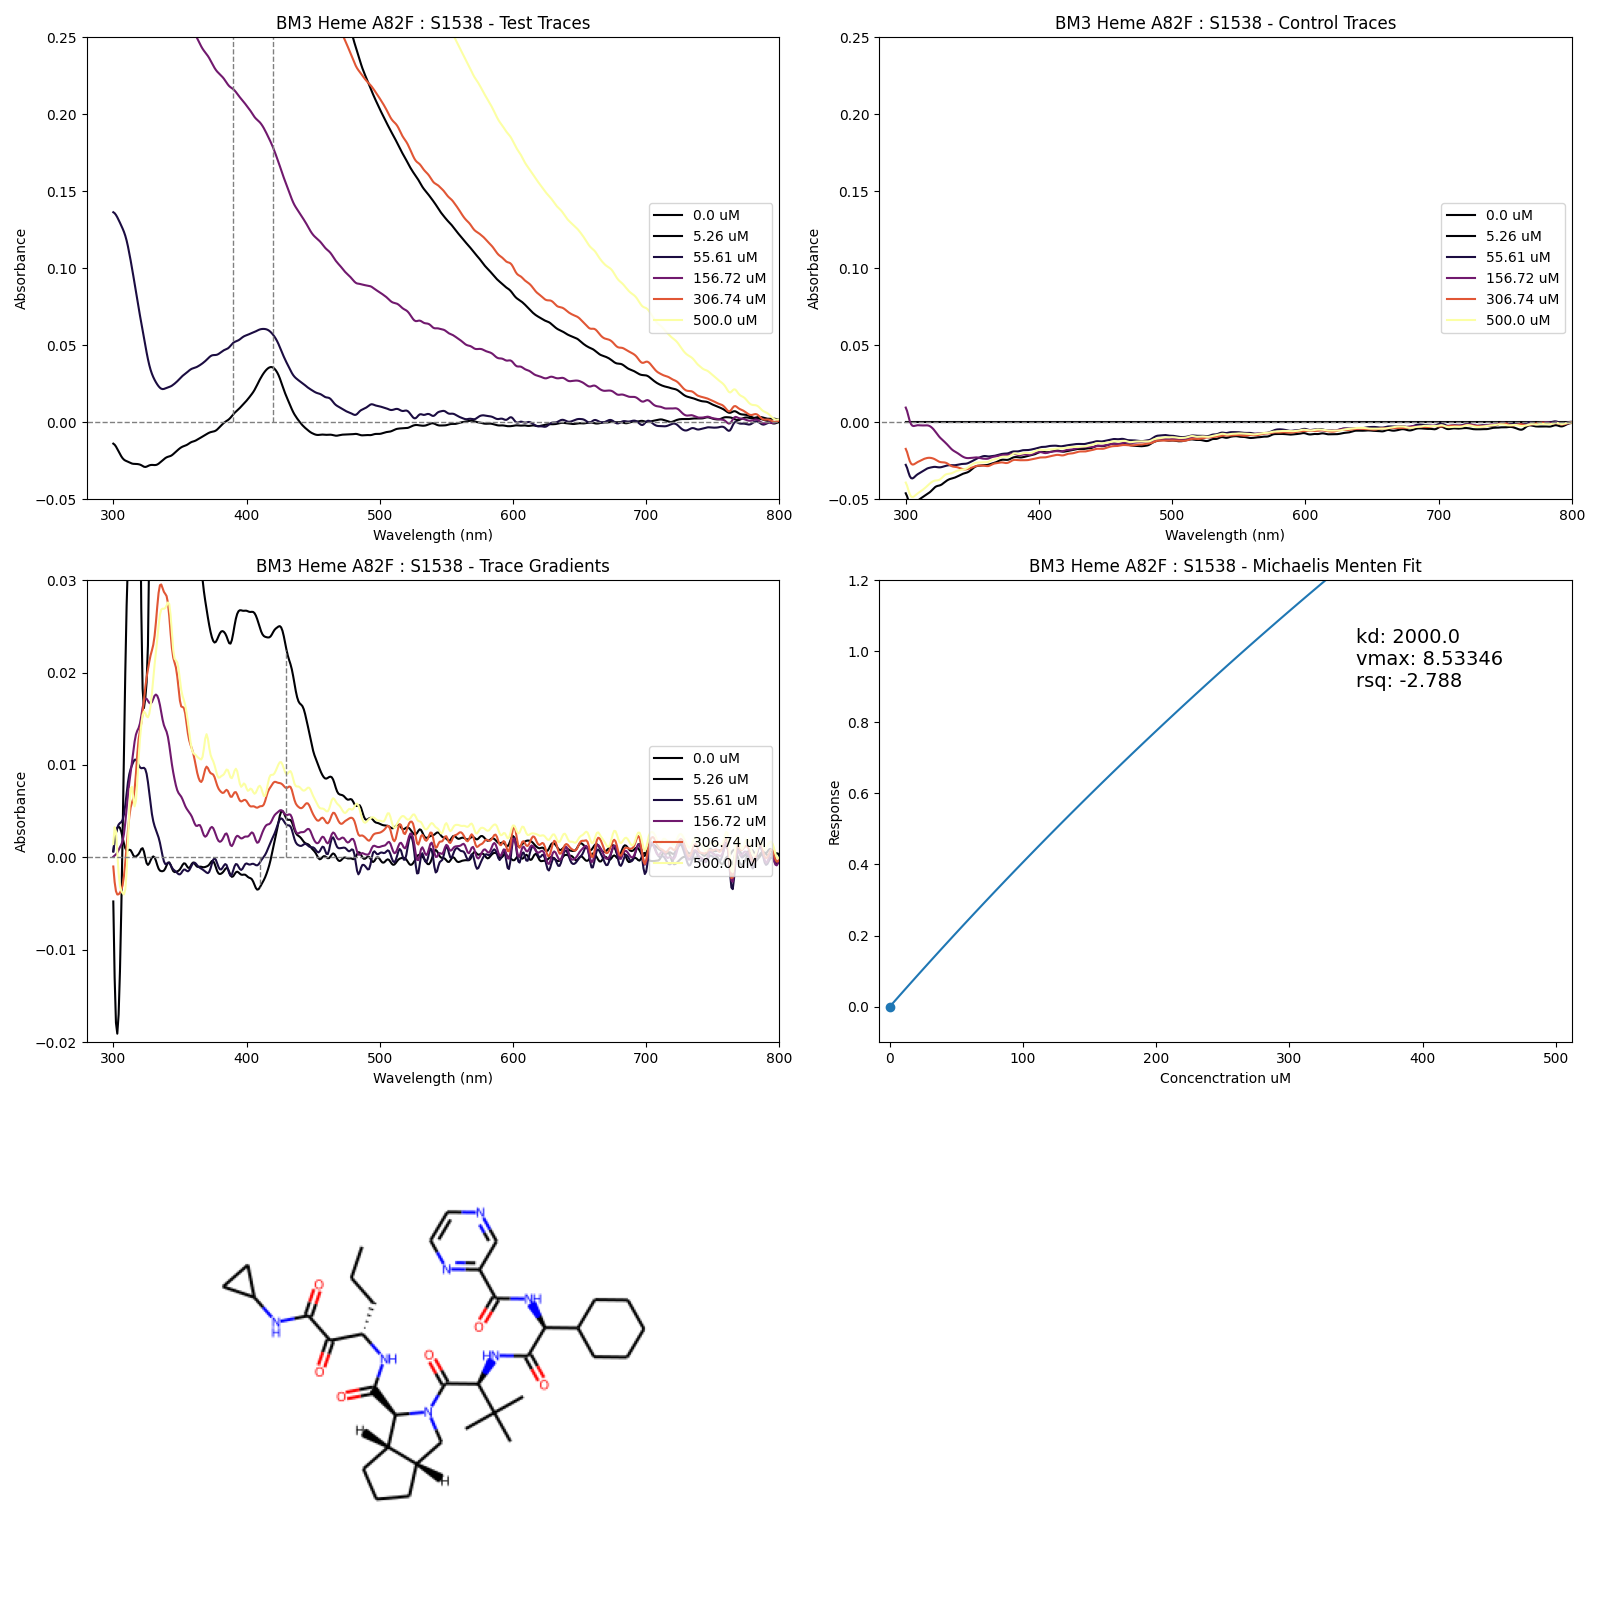 BM3 Heme A82F : S1538 - Test Traces
0.25
0.20
0.15
0.10
0.05
0.00
−0.05
Absorbance
300 400 500 600 700 800
Wavelength (nm)
0.0 uM
5.26 uM
55.61 uM
156.72 uM
306.74 uM
500.0 uM
BM3 Heme A82F : S1538 - Control Traces
0.25
0.20
0.15
0.10
0.05
0.00
−0.05
Absorbance
300 400 500 600 700 800
Wavelength (nm)
0.0 uM
5.26 uM
55.61 uM
156.72 uM
306.74 uM
500.0 uM
BM3 Heme A82F : S1538 - Trace Gradients
0.03
0.02
0.01
0.00
−0.01
−0.02
Absorbance
300 400 500 600 700 800
Wavelength (nm)
0.0 uM
5.26 uM
55.61 uM
156.72 uM
306.74 uM
500.0 uM
BM3 Heme A82F : S1538 - Michaelis Menten Fit
1.2
1.0
0.8
0.6
0.4
0.2
0.0
Response
0 100 200 300 400 500
Concenctration uM
kd: 2000.0
vmax: 8.53346
rsq: -2.788
N
N
O
NH
O
O
N
H
O
NH
O
O
HN
O
N
H
H